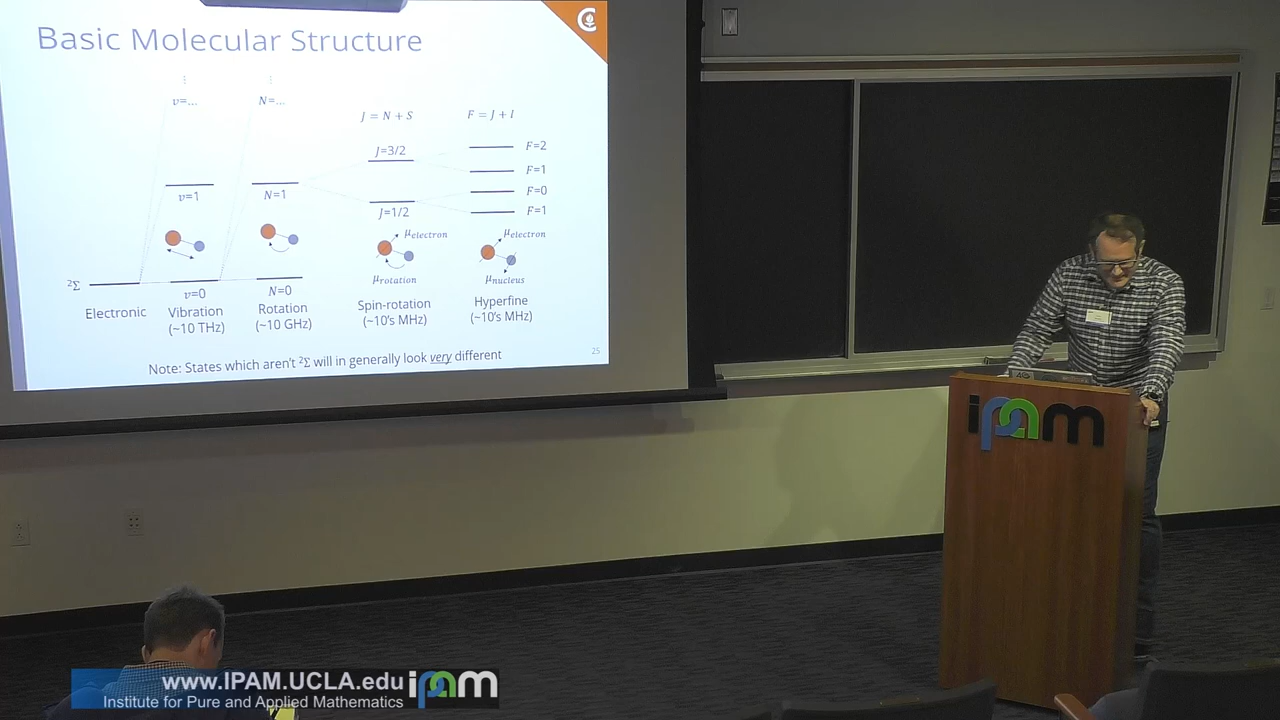 Basic Molecular Structure
⋮ ⋮
v=... N=...
J = N + S F = J + I
J=3/2 F=2
F=1
v=1 N=1 F=0
J=1/2 F=1
μelectron μelectron
μrotation μnucleus
²Σ
v=0 N=0
Electronic Vibration Rotation Spin-rotation Hyperfine
(~10 THz) (~10 GHz) (~10's MHz) (~10's MHz)
Note: States which aren't ²Σ will in generally look very different
25
ipam
www.IPAM.UCLA.edu ipam
Institute for Pure and Applied Mathematics